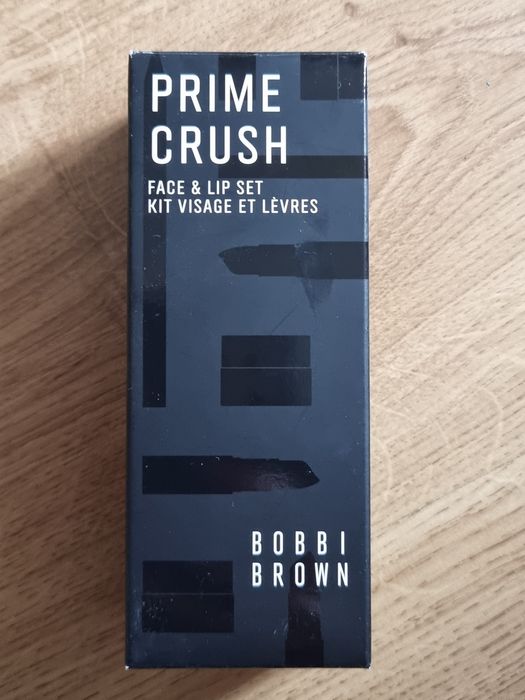 PRIME
CRUSH
FACE & LIP SET
KIT VISAGE ET LÈVRES
BOBBI
BROWN